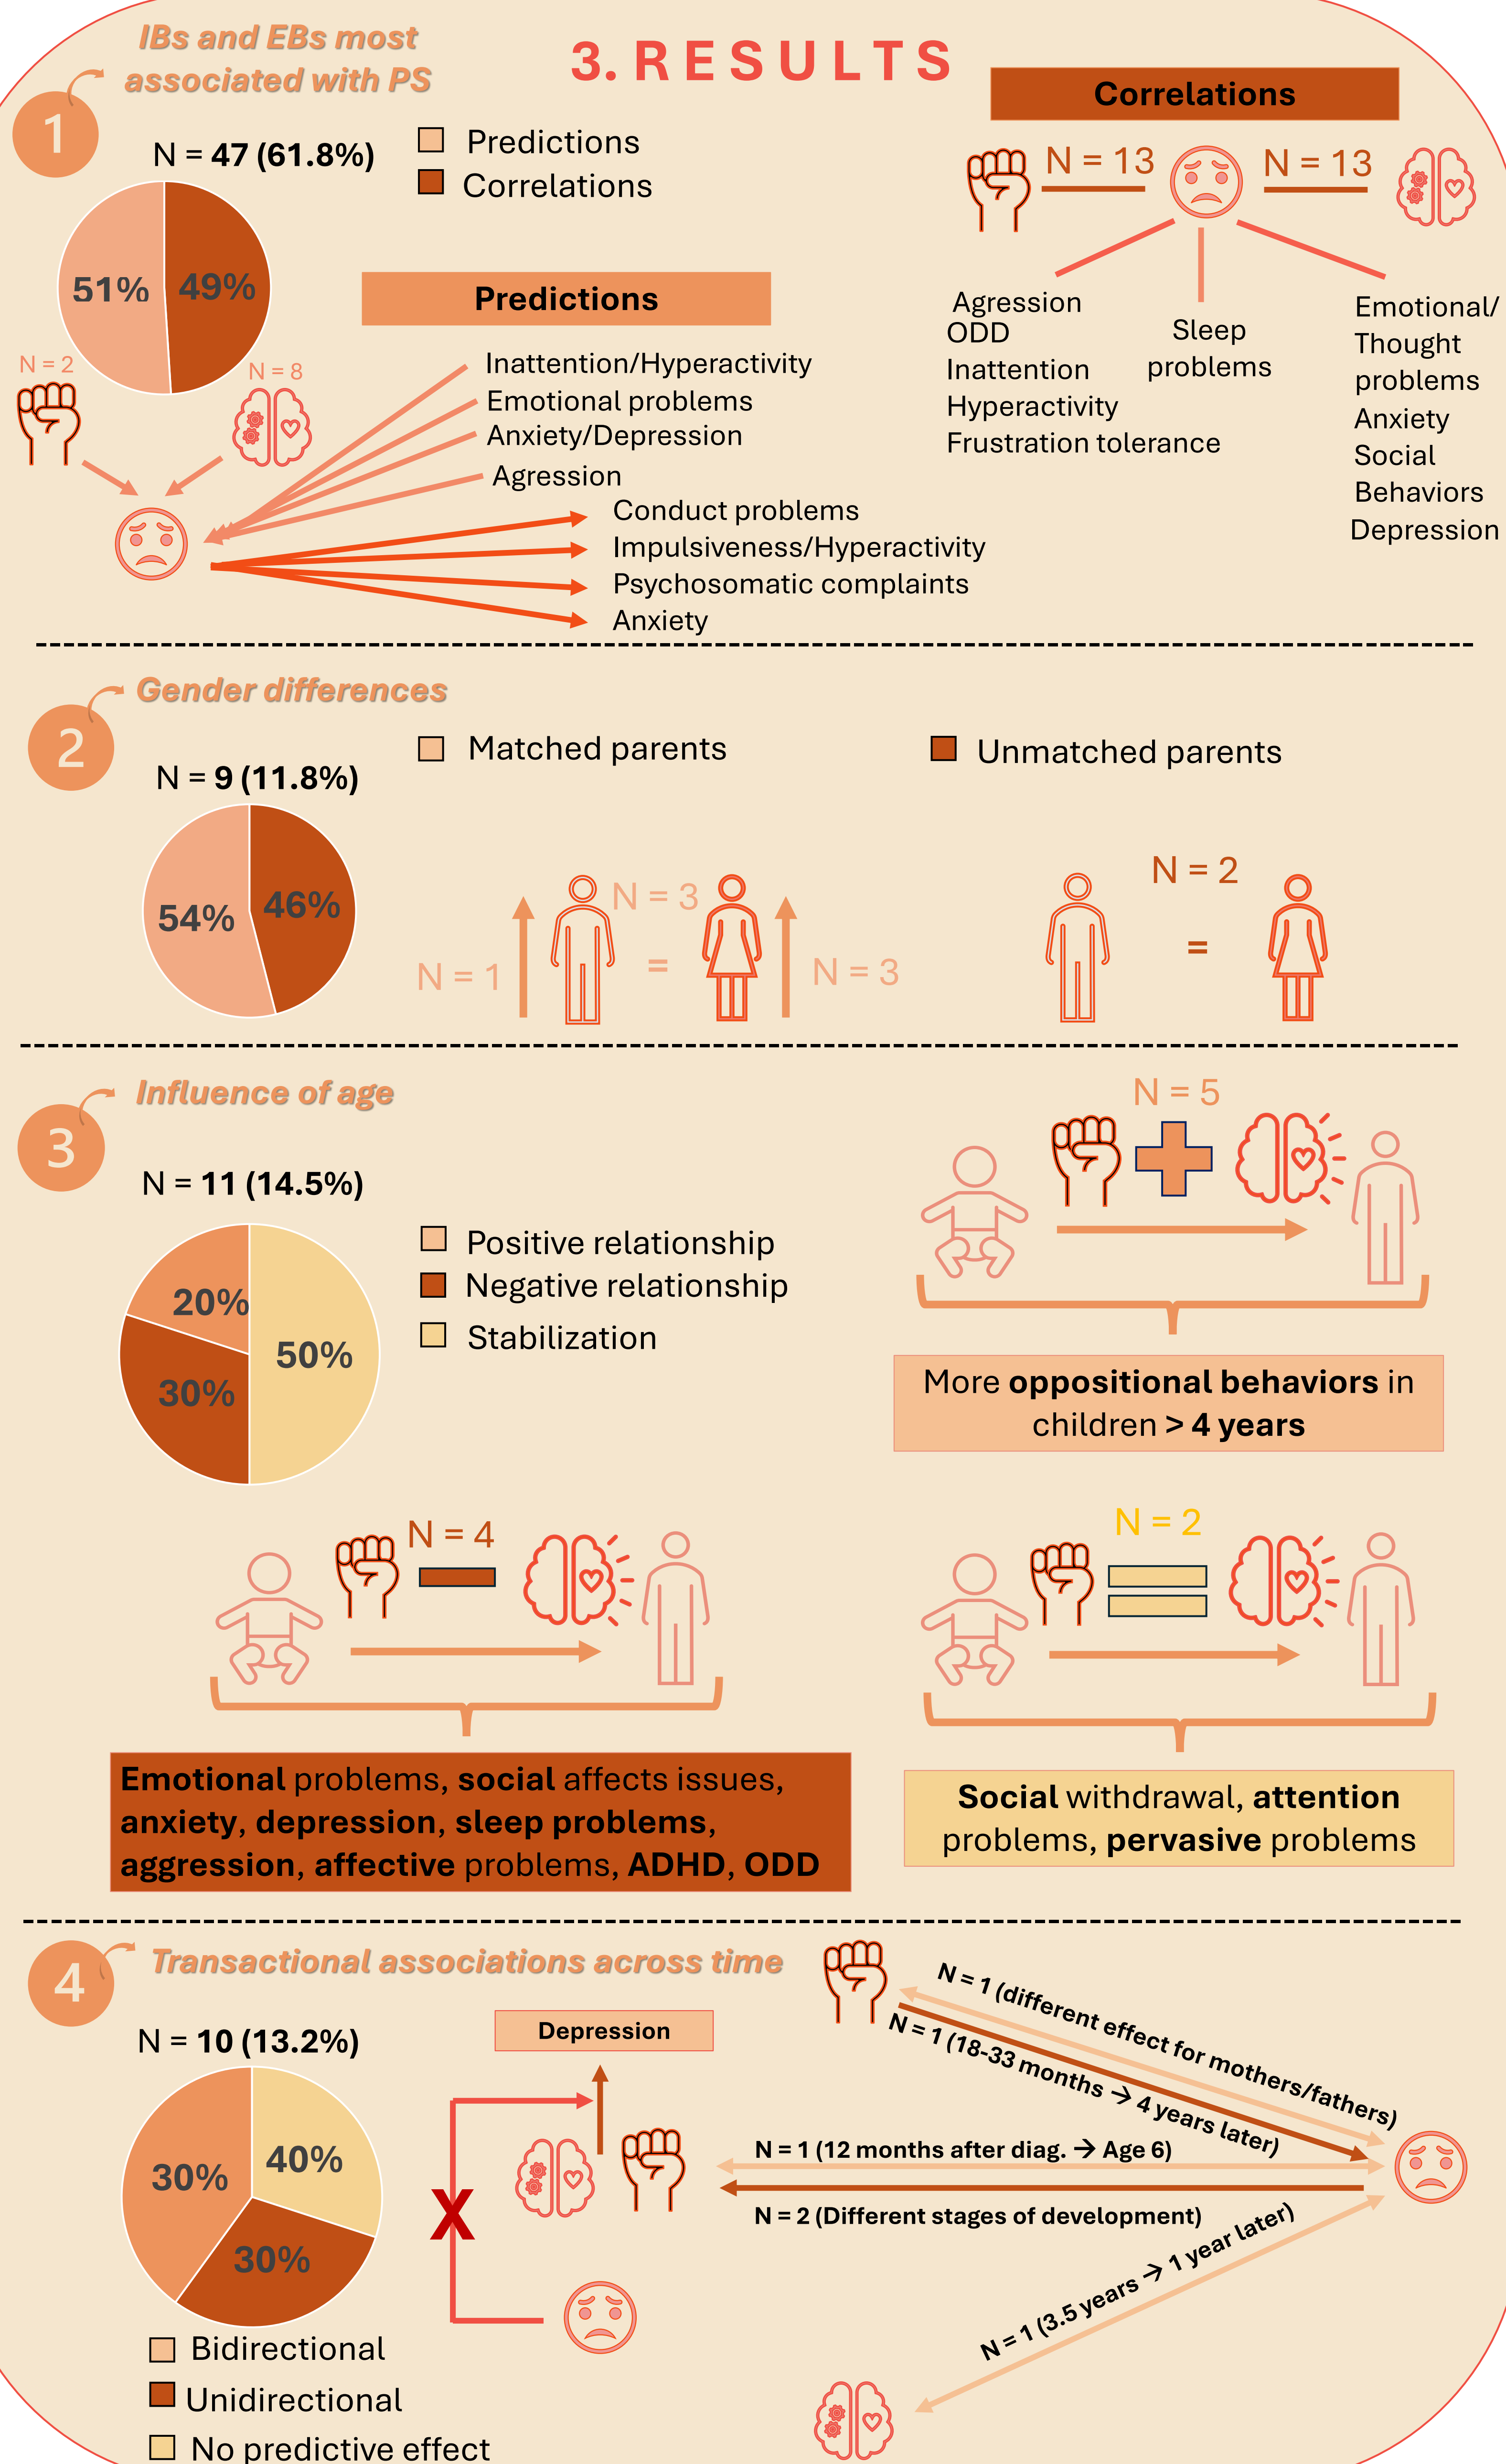 3. RESULTS
IBs and EBs most
associated with PS
1
N = 47 (61.8%)
Predictions
Correlations
51%
49%
N = 2
N = 8
Predictions
Inattention/Hyperactivity
Emotional problems
Anxiety/Depression
Agression
Conduct problems
Impulsiveness/Hyperactivity
Psychosomatic complaints
Anxiety
Correlations
N = 13
N = 13
Agression
ODD
Inattention
Hyperactivity
Frustration tolerance
Sleep
problems
Emotional/
Thought
problems
Anxiety
Social
Behaviors
Depression
2
Gender differences
N = 9 (11.8%)
Matched parents
Unmatched parents
54%
46%
N = 1
N = 3
=
N = 3
N = 2
=
3
Influence of age
N = 11 (14.5%)
Positive relationship
Negative relationship
Stabilization
20%
50%
30%
N = 5
More oppositional behaviors in
children > 4 years
N = 4
Emotional problems, social affects issues,
anxiety, depression, sleep problems,
aggression, affective problems, ADHD, ODD
N = 2
Social withdrawal, attention
problems, pervasive problems
4
Transactional associations across time
N = 10 (13.2%)
30%
40%
30%
Bidirectional
Unidirectional
No predictive effect
Depression
X
N = 1 (different effect for mothers/fathers)
N = 1 (18-33 months → 4 years later)
N = 1 (12 months after diag. → Age 6)
N = 2 (Different stages of development)
N = 1 (3.5 years → 1 year later)